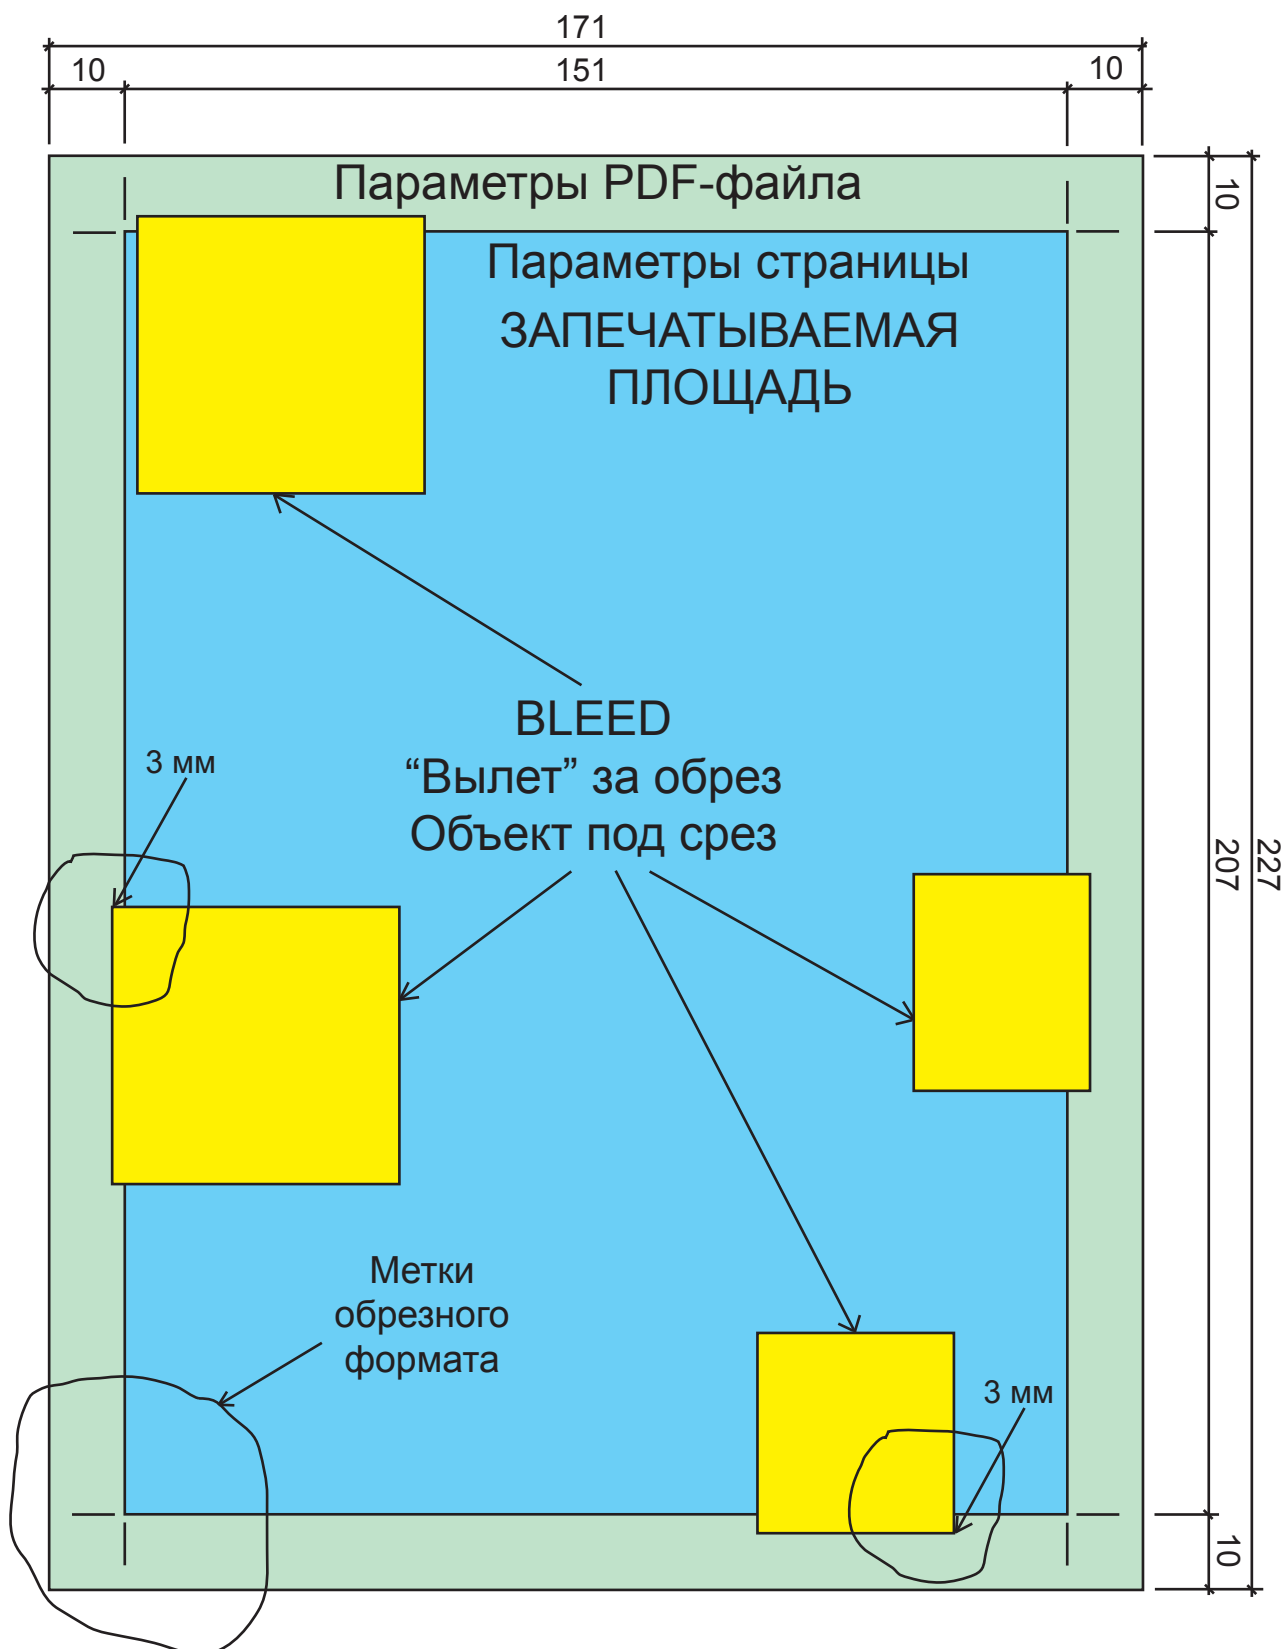 171
10
151
10
Параметры PDF-файла
10
Параметры страницы
ЗАПЕЧАТЫВАЕМАЯ
ПЛОЩАДЬ
BLEED
“Вылет” за обрез
Объект под срез
3 мм
207
227
Метки
обрезного
формата
3 мм
10